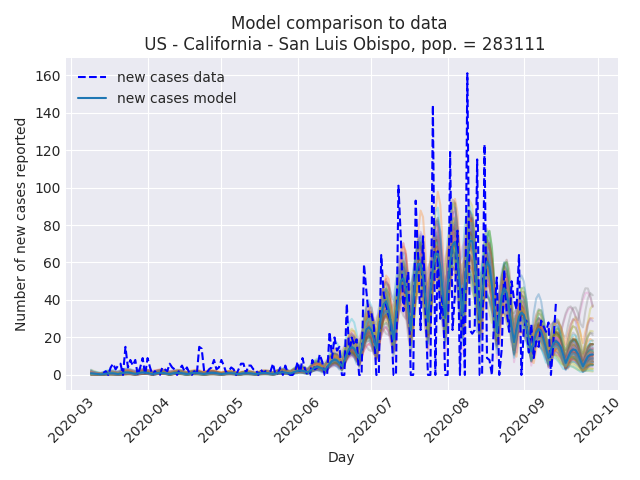 Model comparison to data
US - California - San Luis Obispo, pop. = 283111
new cases data
new cases model
Number of new cases reported
160
140
120
100
80
60
40
20
0
2020-03
2020-04
2020-05
2020-06
2020-07
2020-08
2020-09
2020-10
Day